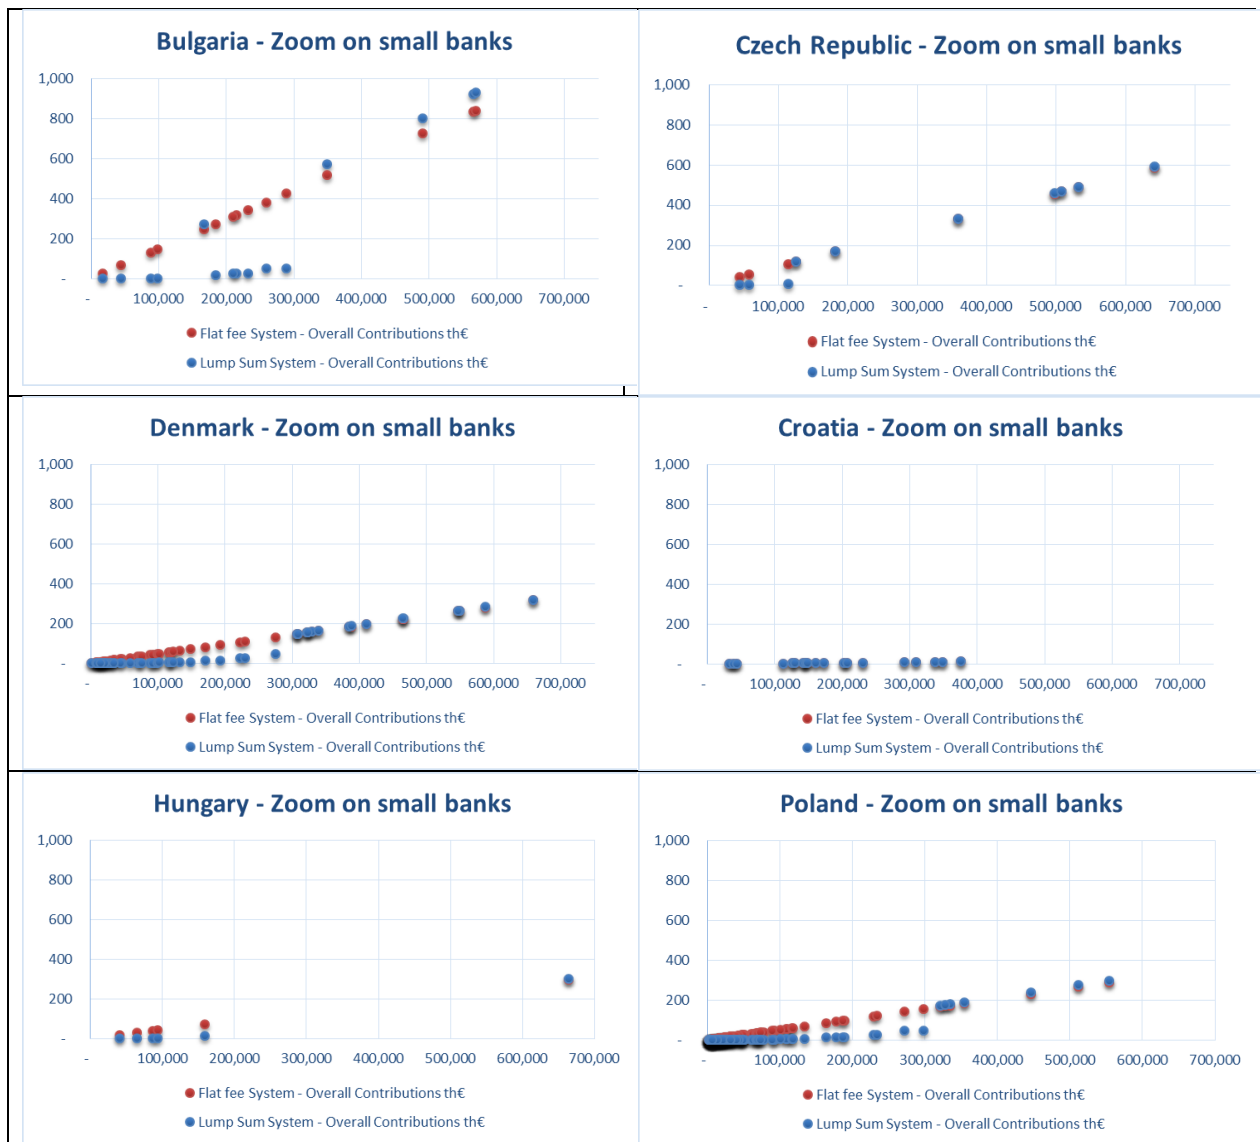 Bulgaria - Zoom on small banks
1,000
800
600
400
200
-
- 100,000 200,000 300,000 400,000 500,000 600,000 700,000
Flat fee System - Overall Contributions th€
Lump Sum System - Overall Contributions th€
Czech Republic - Zoom on small banks
1,000
800
600
400
200
-
- 100,000 200,000 300,000 400,000 500,000 600,000 700,000
Flat fee System - Overall Contributions th€
Lump Sum System - Overall Contributions th€
Denmark - Zoom on small banks
1,000
800
600
400
200
-
- 100,000 200,000 300,000 400,000 500,000 600,000 700,000
Flat fee System - Overall Contributions th€
Lump Sum System - Overall Contributions th€
Croatia - Zoom on small banks
1,000
800
600
400
200
-
- 100,000 200,000 300,000 400,000 500,000 600,000 700,000
Flat fee System - Overall Contributions th€
Lump Sum System - Overall Contributions th€
Hungary - Zoom on small banks
1,000
800
600
400
200
-
- 100,000 200,000 300,000 400,000 500,000 600,000 700,000
Flat fee System - Overall Contributions th€
Lump Sum System - Overall Contributions th€
Poland - Zoom on small banks
1,000
800
600
400
200
-
- 100,000 200,000 300,000 400,000 500,000 600,000 700,000
Flat fee System - Overall Contributions th€
Lump Sum System - Overall Contributions th€